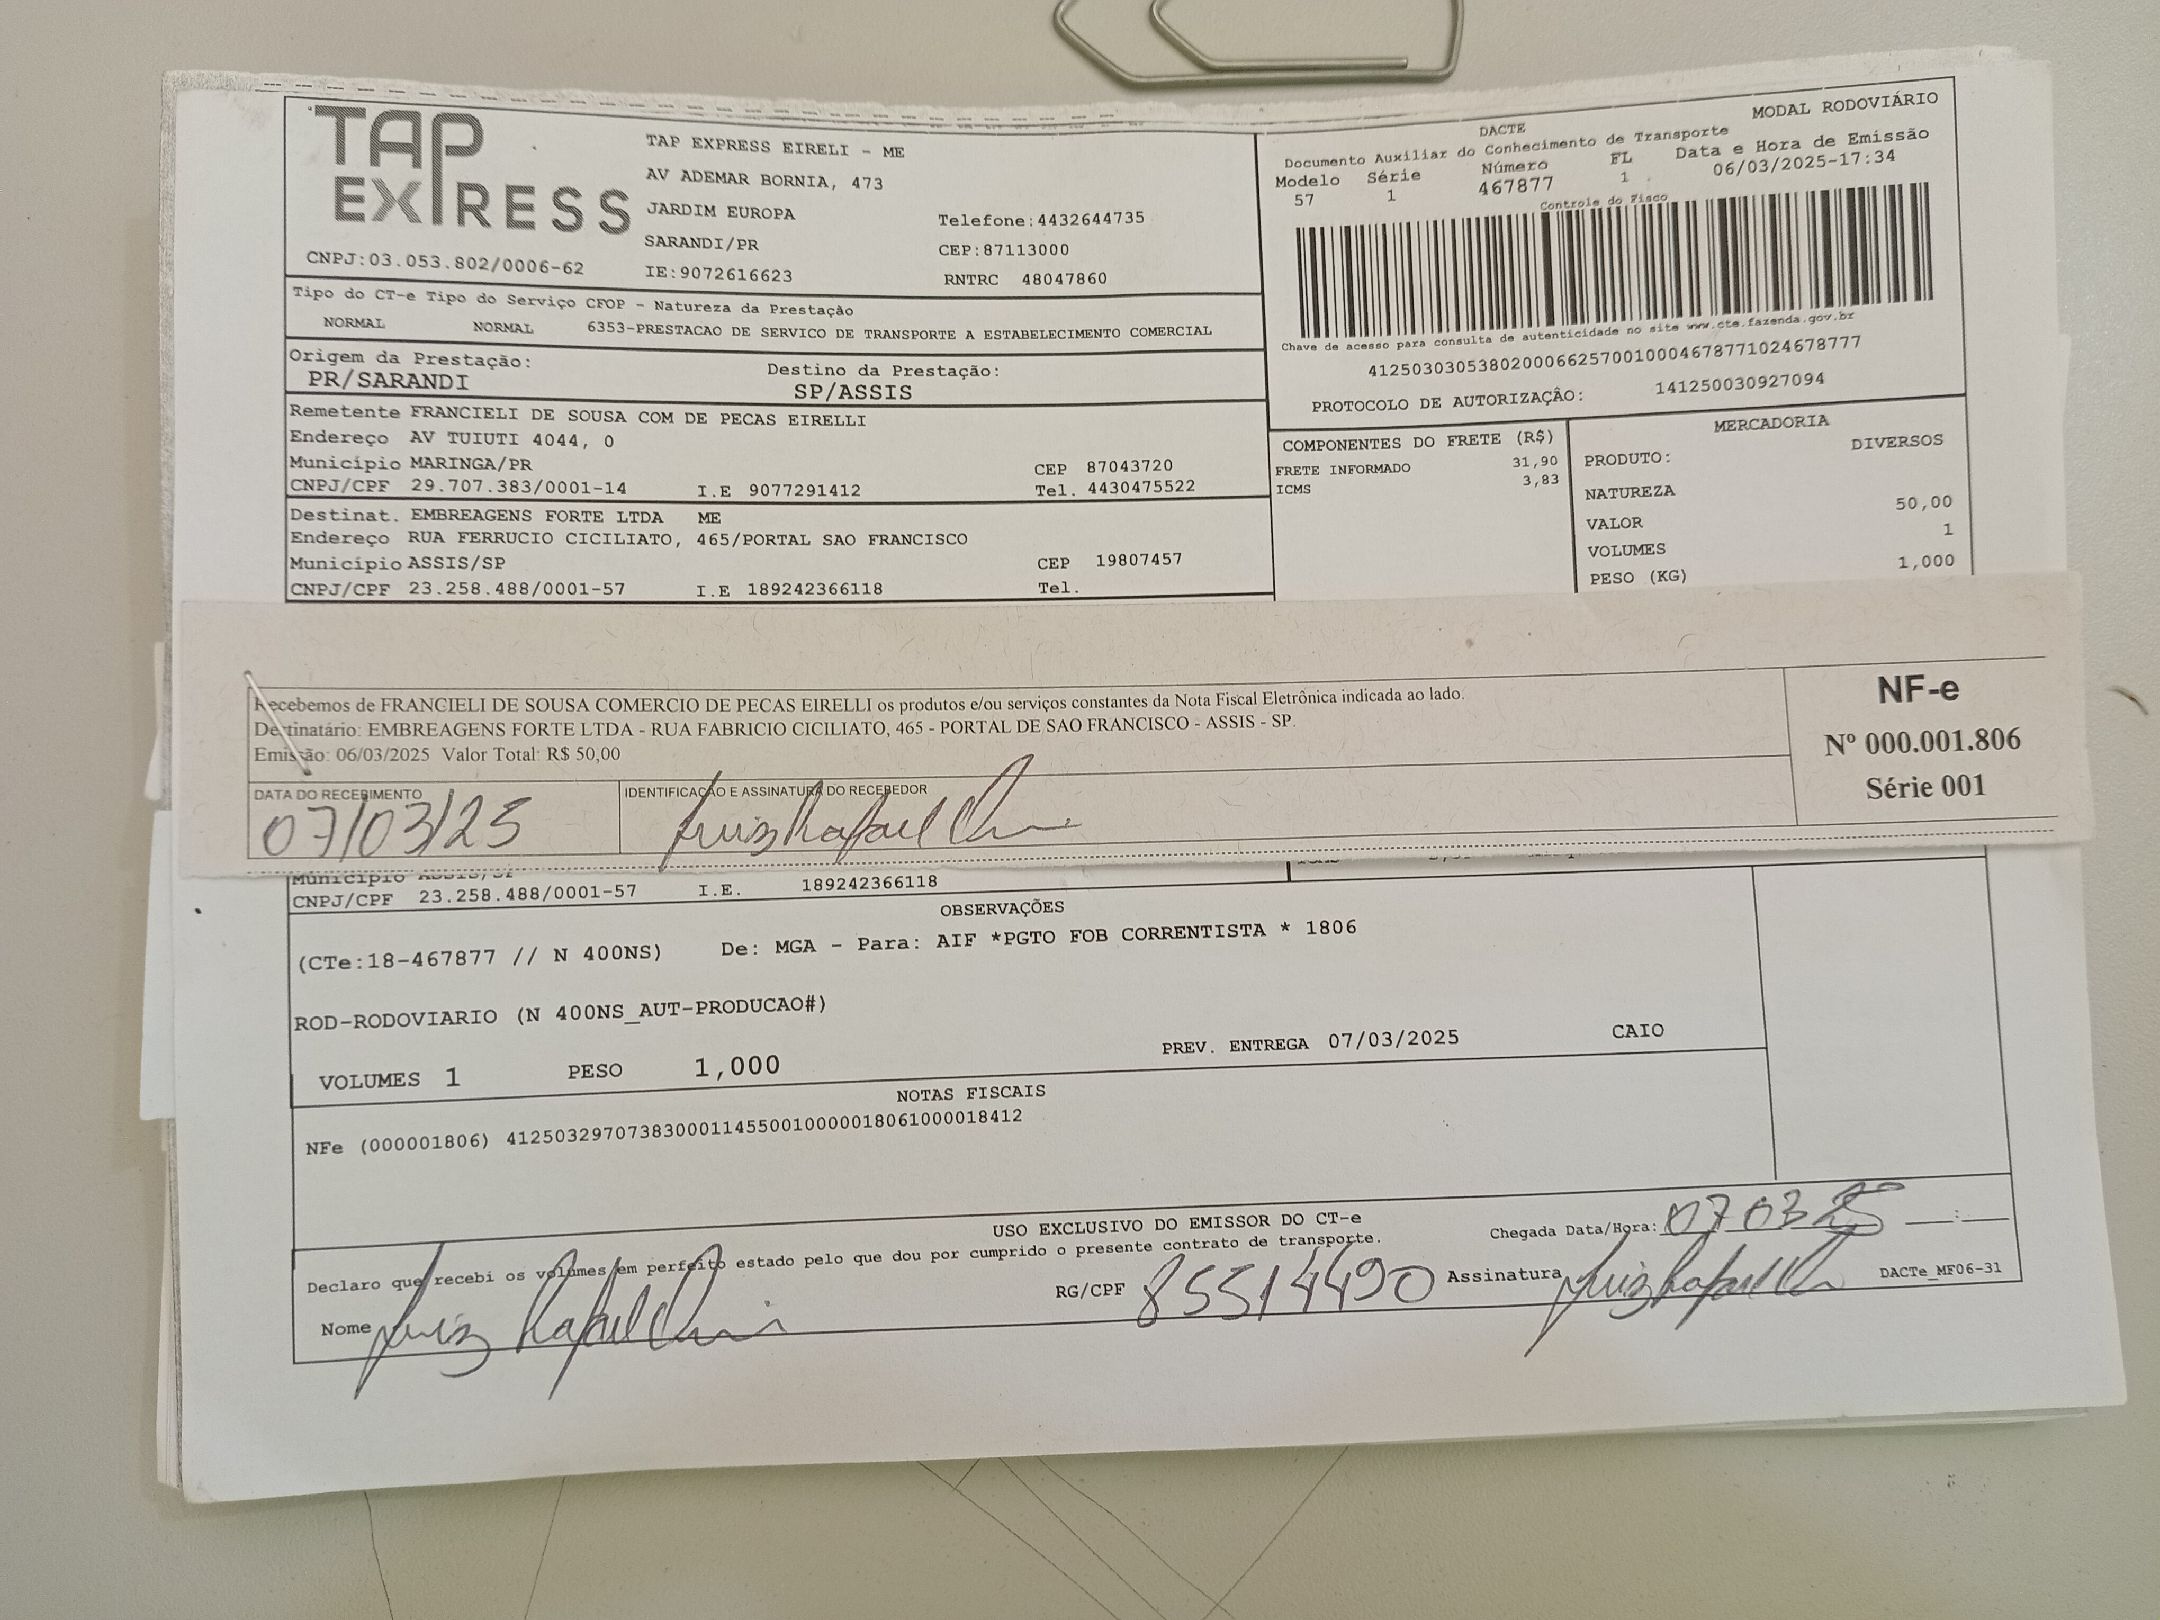 TAP EXPRESS
TAP EXPRESS EIRELI - ME
AV ADEMAR BORNIA, 473
JARDIM EUROPA Telefone:4432644735
SARANDI/PR CEP:87113000
CNPJ:03.053.802/0006-62 IE:9072616623 RNTRC 48047860
MODAL RODOVIÁRIO
DACTE
Documento Auxiliar do Conhecimento de Transporte
Modelo Série Número FL Data e Hora de Emissão
57 1 467877 1 06/03/2025-17:34
Controle do Fisco
Chave de acesso para consulta de autenticidade no site www.cte.fazenda.gov.br
41250303053802000662570010004678771024678777
PROTOCOLO DE AUTORIZAÇÂO: 141250030927094
Tipo do CT-e Tipo do Serviço CFOP - Natureza da Prestação
NORMAL NORMAL 6353-PRESTACAO DE SERVICO DE TRANSPORTE A ESTABELECIMENTO COMERCIAL
Origem da Prestação: Destino da Prestação:
PR/SARANDI SP/ASSIS
Remetente FRANCIELI DE SOUSA COM DE PECAS EIRELLI
Endereço AV TUIUTI 4044, 0
Município MARINGA/PR CEP 87043720
CNPJ/CPF 29.707.383/0001-14 I.E 9077291412 Tel. 4430475522
Destinat. EMBREAGENS FORTE LTDA ME
Endereço RUA FERRUCIO CICILIATO, 465/PORTAL SAO FRANCISCO
Município ASSIS/SP CEP 19807457
CNPJ/CPF 23.258.488/0001-57 I.E 189242366118 Tel.
COMPONENTES DO FRETE (R$)
FRETE INFORMADO 31,90
ICMS 3,83
MERCADORIA
PRODUTO: DIVERSOS
NATUREZA
VALOR 50,00
VOLUMES 1
PESO (KG) 1,000
Recebemos de FRANCIELI DE SOUSA COMERCIO DE PECAS EIRELLI os produtos e/ou serviços constantes da Nota Fiscal Eletrônica indicada ao lado.
Destinatário: EMBREAGENS FORTE LTDA - RUA FABRICIO CICILIATO, 465 - PORTAL DE SAO FRANCISCO - ASSIS - SP.
Emissão: 06/03/2025 Valor Total: R$ 50,00
DATA DO RECEBIMENTO IDENTIFICAÇÃO E ASSINATURA DO RECEBEDOR
07/03/25 Luiz Rafael
NF-e
Nº 000.001.806
Série 001
Município ASSIS/SP
CNPJ/CPF 23.258.488/0001-57 I.E. 189242366118
OBSERVAÇÕES
(CTe:18-467877 // N 400NS) De: MGA - Para: AIF *PGTO FOB CORRENTISTA * 1806
ROD-RODOVIARIO (N 400NS_AUT-PRODUCAO#)
PREV. ENTREGA 07/03/2025 CAIO
VOLUMES 1 PESO 1,000
NOTAS FISCAIS
NFe (000001806) 41250329707383000114550010000018061000018412
USO EXCLUSIVO DO EMISSOR DO CT-e
Declaro que recebi os volumes em perfeito estado pelo que dou por cumprido o presente contrato de transporte.
Chegada Data/Hora: 07 03 25 ___:___
Nome Luiz Rafael RG/CPF 85514490 Assinatura Luiz Rafael DACTe_MF06-31